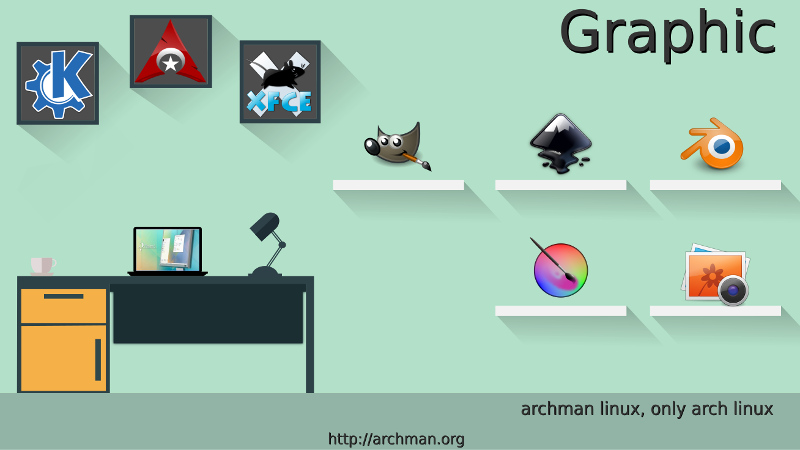 Graphic
K
XFCE
archman linux, only arch linux
http://archman.org